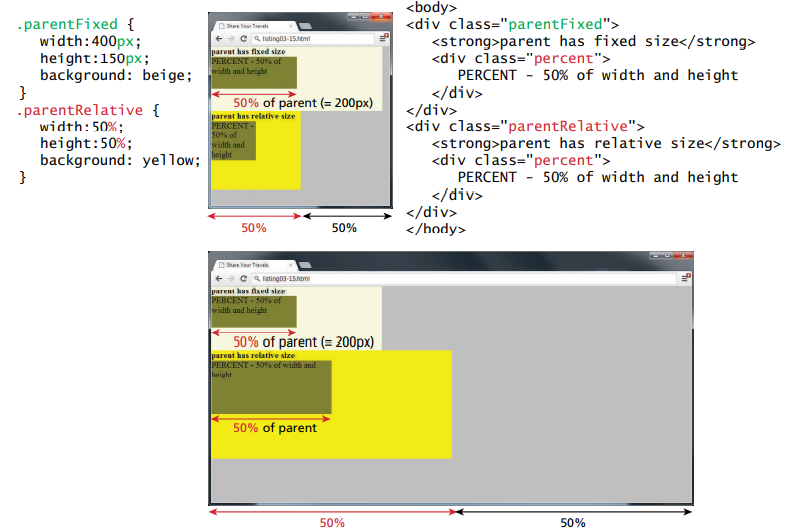 .parentFixed {
width:400px;
height:150px;
background: beige;
}
.parentRelative {
width:50%;
height:50%;
background: yellow;
}
Share Your Travels
listing03-15.html
parent has fixed size
PERCENT - 50% of
width and height
50% of parent (= 200px)
parent has relative size
PERCENT -
50% of
width and
height
50%
50%
<body>
<div class="parentFixed">
<strong>parent has fixed size</strong>
<div class="percent">
PERCENT - 50% of width and height
</div>
</div>
<div class="parentRelative">
<strong>parent has relative size</strong>
<div class="percent">
PERCENT - 50% of width and height
</div>
</div>
</body>
Share Your Travels
listing03-15.html
parent has fixed size
PERCENT - 50% of
width and height
50% of parent (= 200px)
parent has relative size
PERCENT - 50% of width and
height
50% of parent
50%
50%